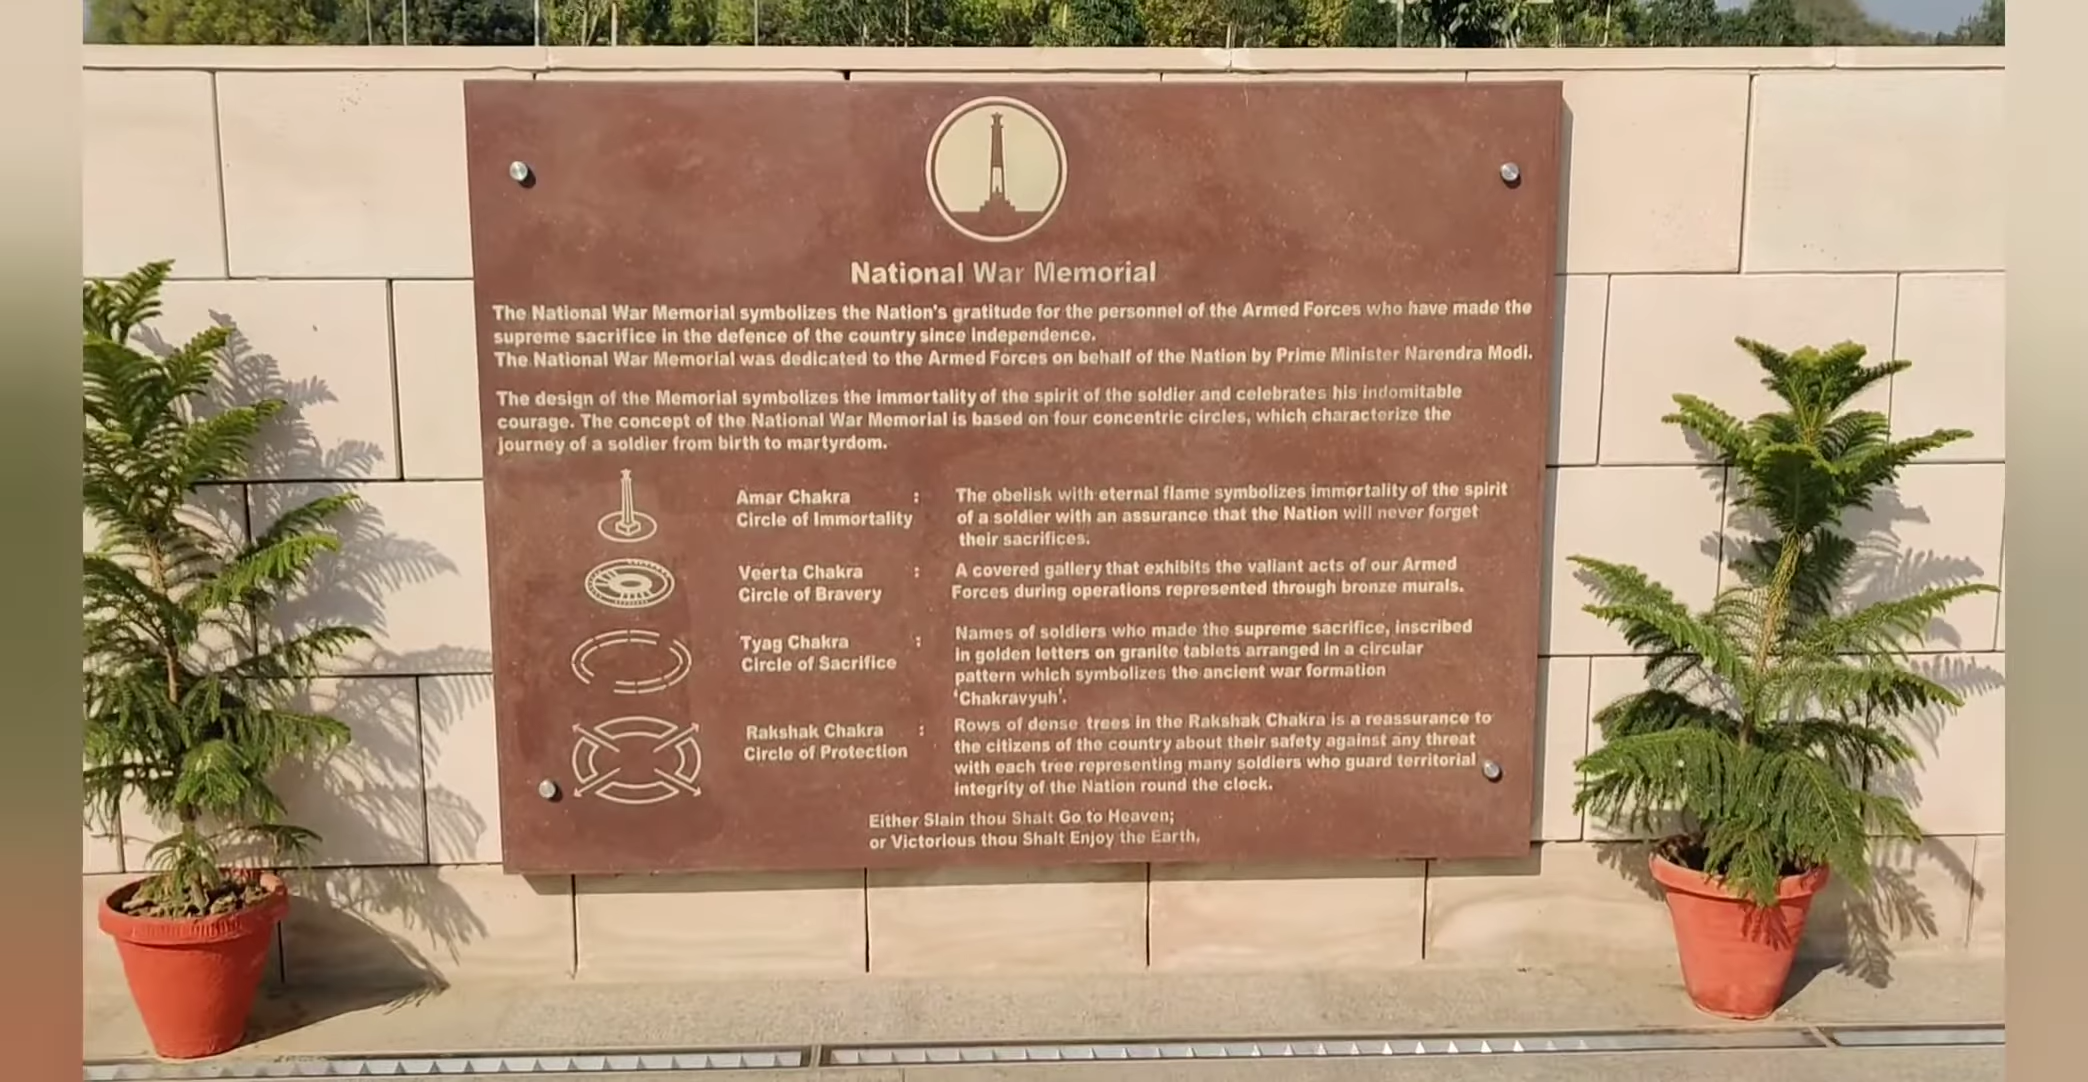 National War Memorial
The National War Memorial symbolizes the Nation's gratitude for the personnel of the Armed Forces who have made the
supreme sacrifice in the defence of the country since independence.
The National War Memorial was dedicated to the Armed Forces on behalf of the Nation by Prime Minister Narendra Modi.
The design of the Memorial symbolizes the immortality of the spirit of the soldier and celebrates his indomitable
courage. The concept of the National War Memorial is based on four concentric circles, which characterize the
journey of a soldier from birth to martyrdom.
Amar Chakra : The obelisk with eternal flame symbolizes immortality of the spirit
Circle of Immortality of a soldier with an assurance that the Nation will never forget
their sacrifices.
Veerta Chakra : A covered gallery that exhibits the valiant acts of our Armed
Circle of Bravery Forces during operations represented through bronze murals.
Tyag Chakra : Names of soldiers who made the supreme sacrifice, inscribed
Circle of Sacrifice in golden letters on granite tablets arranged in a circular
pattern which symbolizes the ancient war formation
'Chakravyuh'.
Rakshak Chakra : Rows of dense trees in the Rakshak Chakra is a reassurance to
Circle of Protection the citizens of the country about their safety against any threat
with each tree representing many soldiers who guard territorial
integrity of the Nation round the clock.
Either Slain thou Shalt Go to Heaven;
or Victorious thou Shalt Enjoy the Earth.